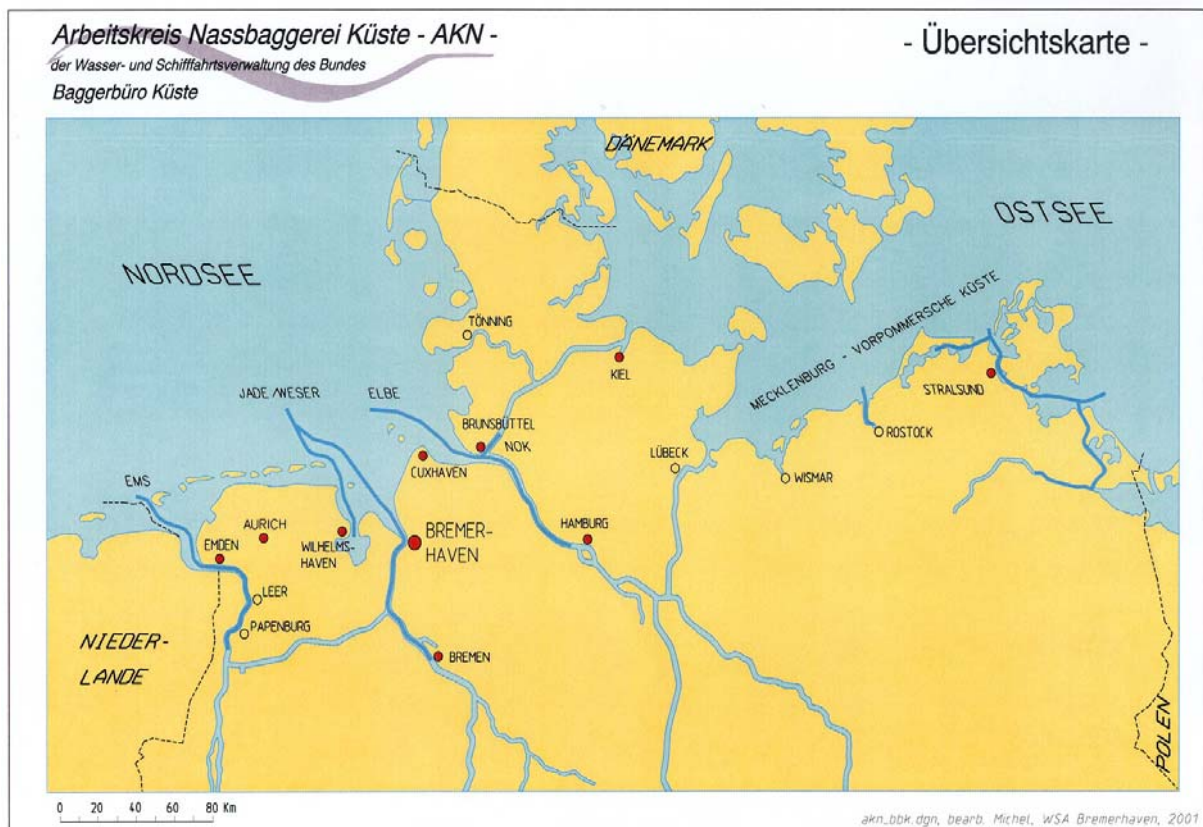 Arbeitskreis Nassbaggerei Küste - AKN -
der Wasser- und Schifffahrtsverwaltung des Bundes
Baggerbüro Küste
- Übersichtskarte -
DÄNEMARK
OSTSEE
NORDSEE
MECKLENBURG - VORPOMMERSCHE KÜSTE
TÖNNING
KIEL
STRALSUND
JADE/WESER
ELBE
BRUNSBÜTTEL
NOK
ROSTOCK
CUXHAVEN
LÜBECK
WISMAR
EMS
AURICH
EMDEN
WILHELMS-
HAVEN
BREMER-
HAVEN
HAMBURG
LEER
PAPENBURG
NIEDER-
LANDE
BREMEN
POLEN
0 20 40 60 80 Km
akn_bbk.dgn, bearb. Michel, WSA Bremerhaven, 2001